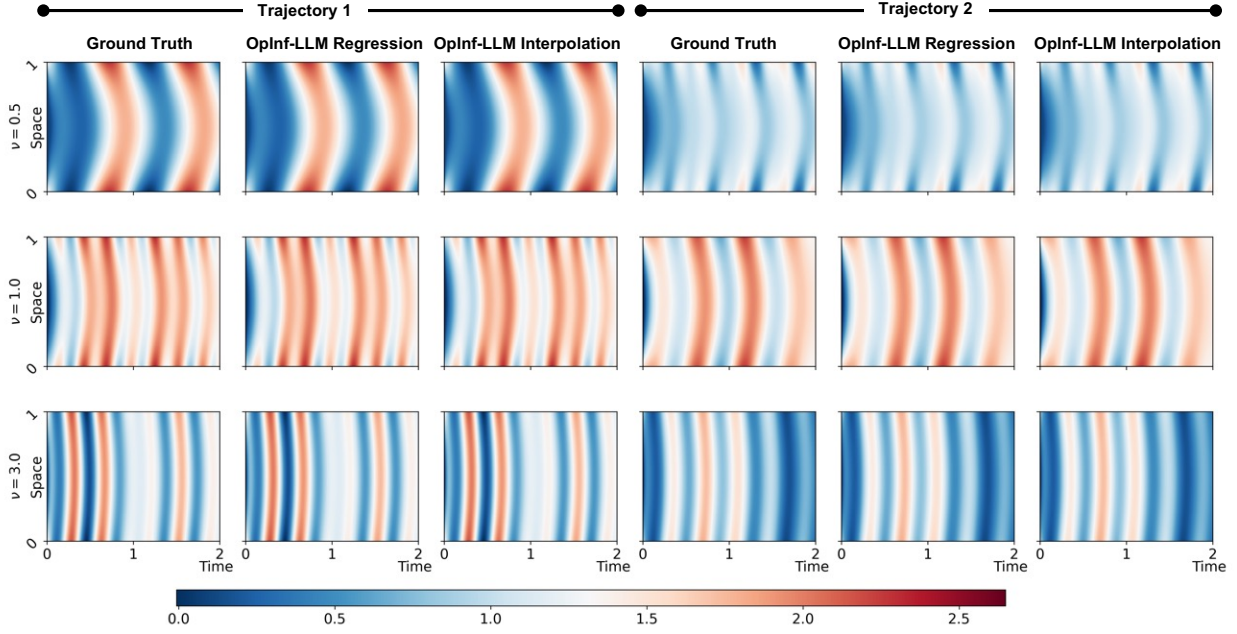 Trajectory 1 Trajectory 2
Ground Truth OpInf-LLM Regression OpInf-LLM Interpolation Ground Truth OpInf-LLM Regression OpInf-LLM Interpolation
1
ν = 0.5
Space
0
1
ν = 1.0
Space
0
1
ν = 3.0
Space
0
0 1 2 0 1 2 0 1 2 0 1 2 0 1 2 0 1 2
Time Time Time Time Time Time
0.0 0.5 1.0 1.5 2.0 2.5